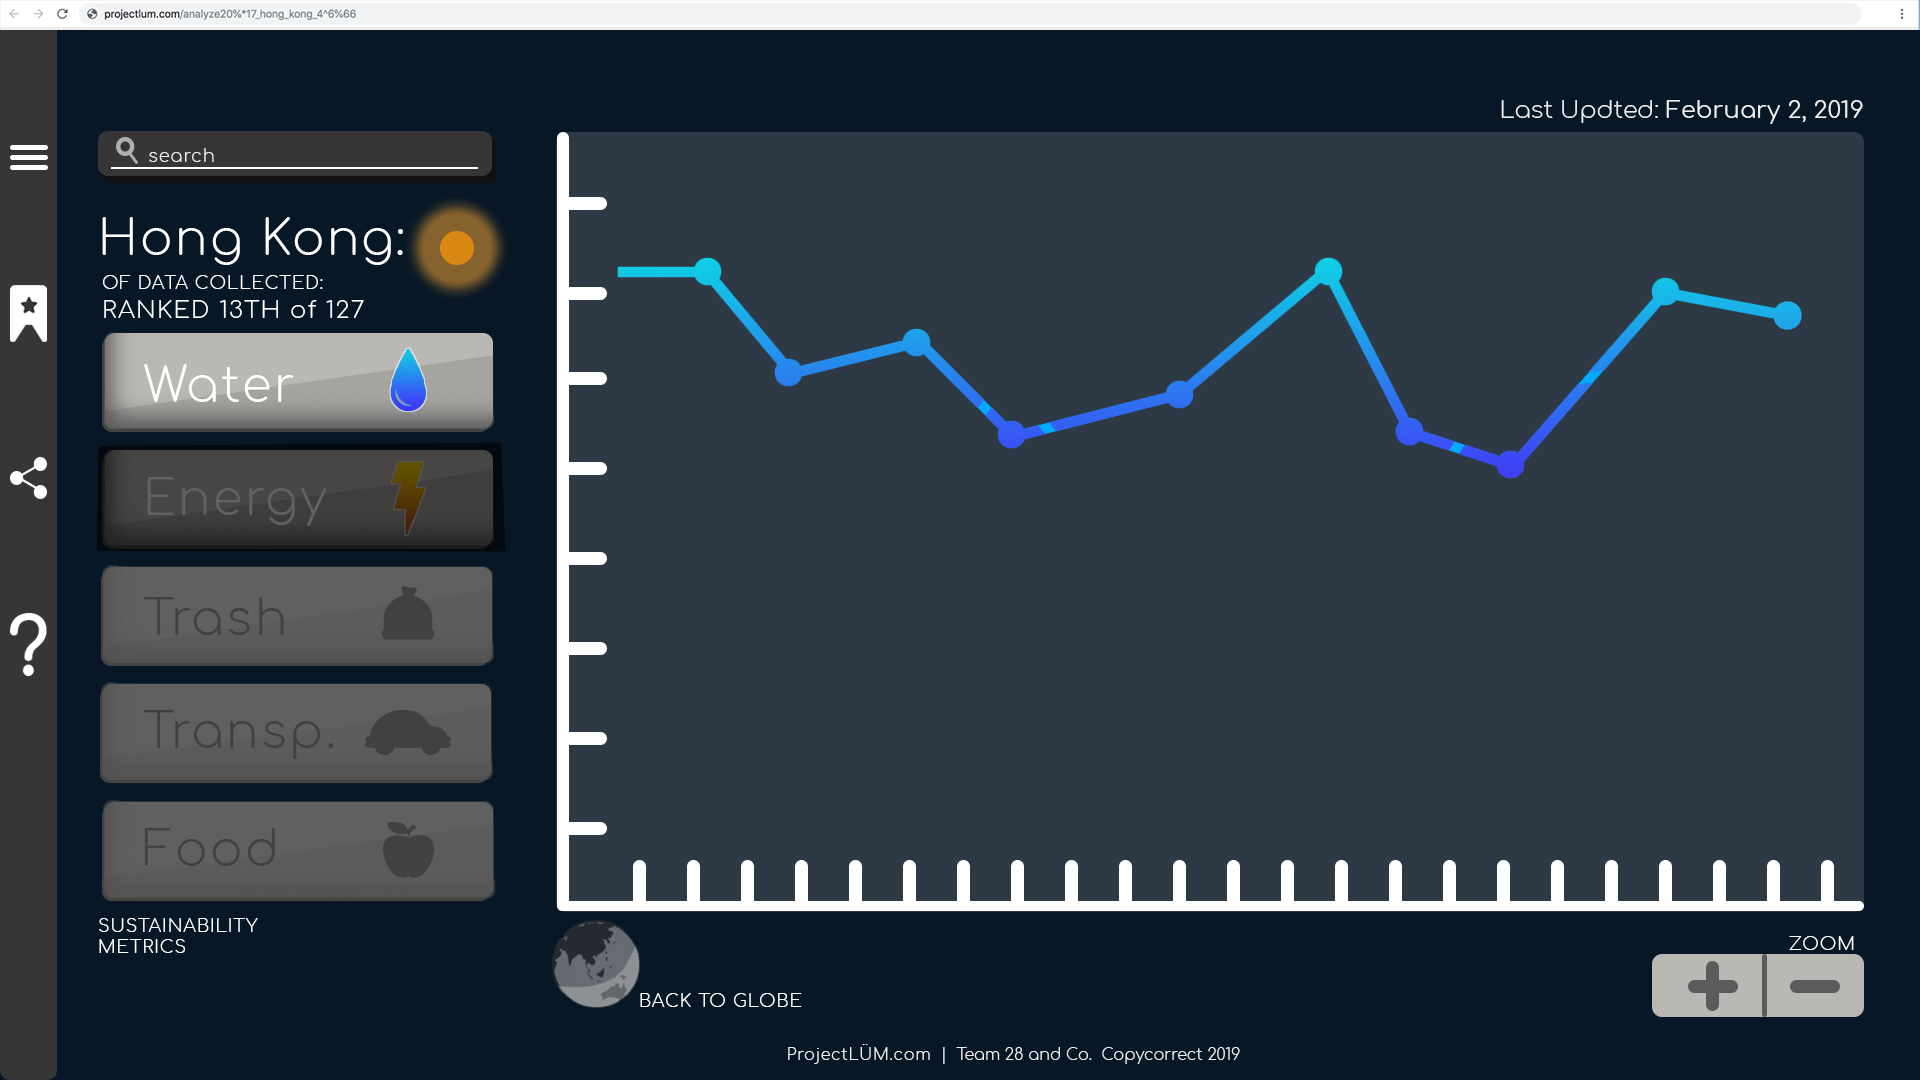 projectlum.com/analyze20%*17_hong_kong_4^6%66
Last Updted: February 2, 2019
search
Hong Kong:
OF DATA COLLECTED:
RANKED 13TH of 127
Water
Energy
Trash
Transp.
Food
SUSTAINABILITY
METRICS
BACK TO GLOBE
ZOOM
ProjectLÜM.com | Team 28 and Co. Copycorrect 2019